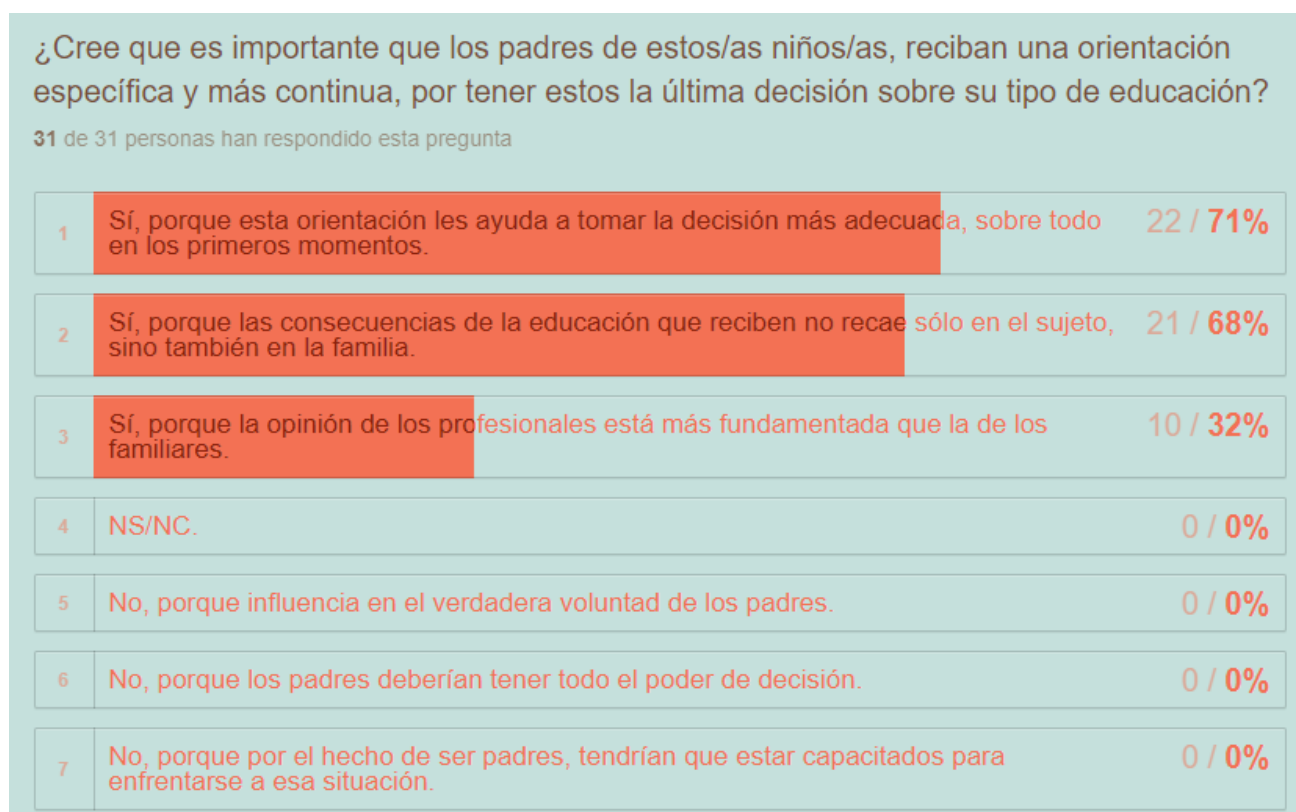 ¿Cree que es importante que los padres de estos/as niños/as, reciban una orientación
específica y más continua, por tener estos la última decisión sobre su tipo de educación?
31 de 31 personas han respondido esta pregunta
1 Sí, porque esta orientación les ayuda a tomar la decisión más adecuada, sobre todo 22 / 71%
en los primeros momentos.
2 Sí, porque las consecuencias de la educación que reciben no recae sólo en el sujeto, 21 / 68%
sino también en la familia.
3 Sí, porque la opinión de los profesionales está más fundamentada que la de los 10 / 32%
familiares.
4 NS/NC. 0 / 0%
5 No, porque influencia en el verdadera voluntad de los padres. 0 / 0%
6 No, porque los padres deberían tener todo el poder de decisión. 0 / 0%
7 No, porque por el hecho de ser padres, tendrían que estar capacitados para 0 / 0%
enfrentarse a esa situación.